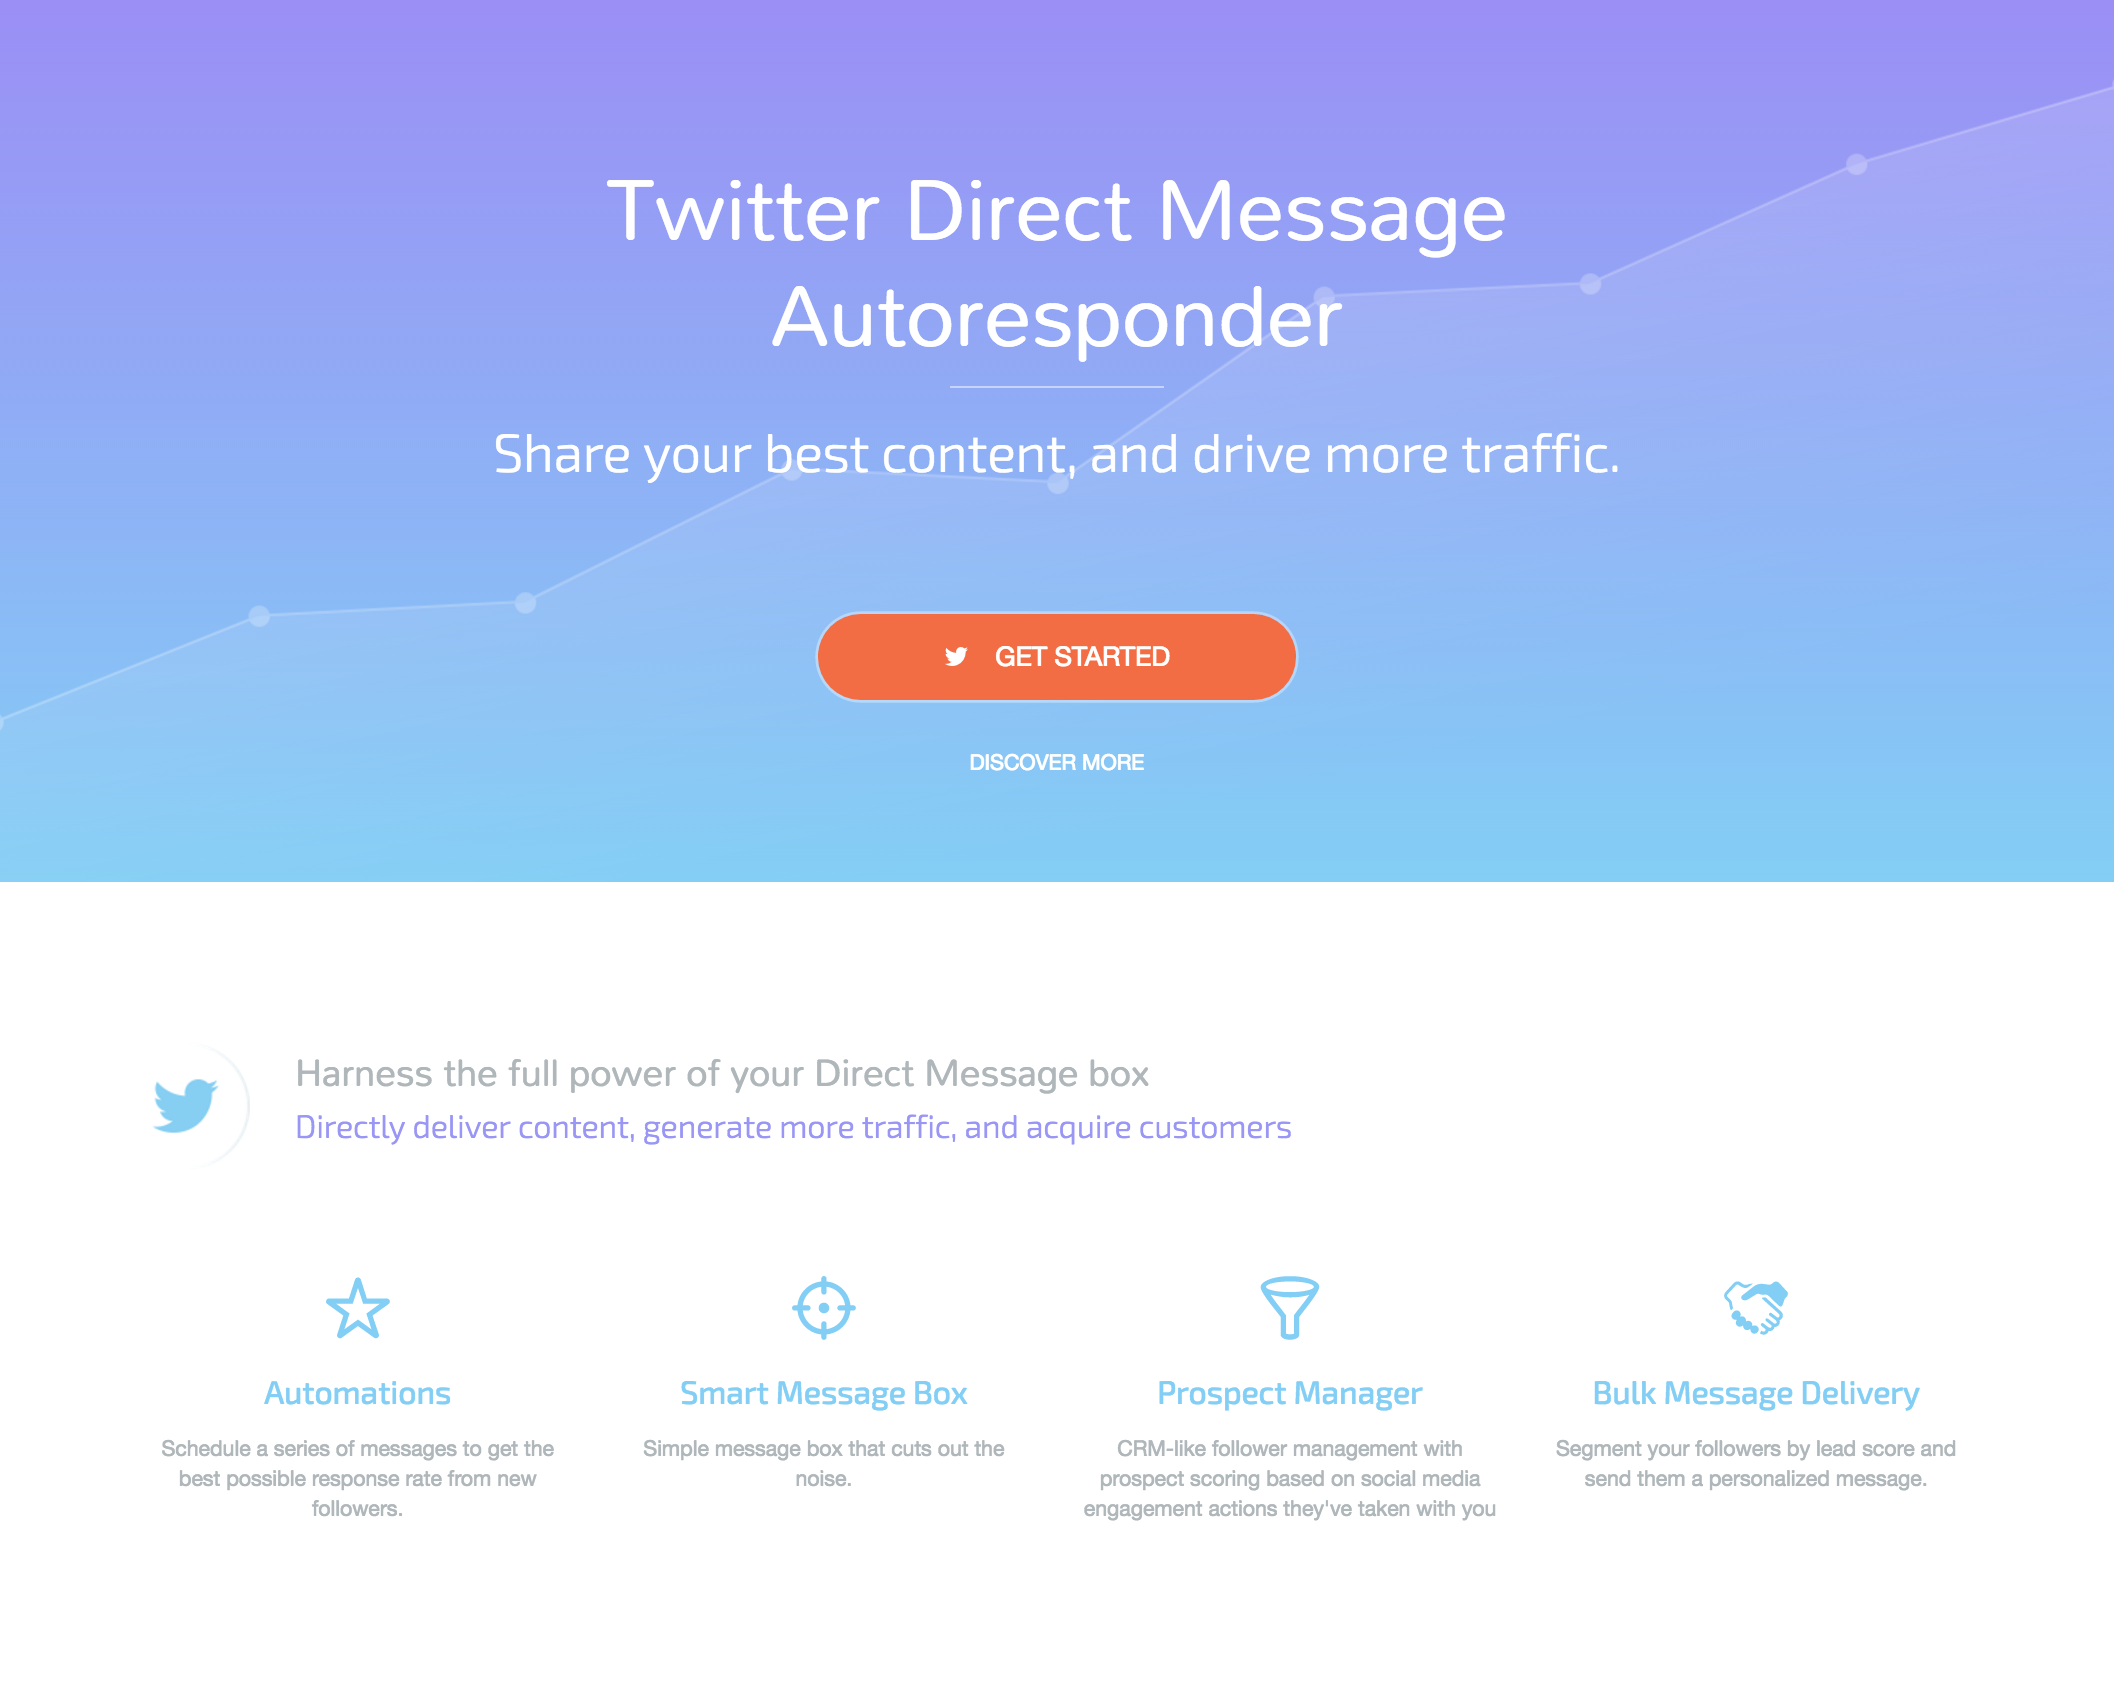 Twitter Direct Message
Autoresponder
Share your best content, and drive more traffic.
GET STARTED
DISCOVER MORE
Harness the full power of your Direct Message box
Directly deliver content, generate more traffic, and acquire customers
Automations
Schedule a series of messages to get the
best possible response rate from new
followers.
Smart Message Box
Simple message box that cuts out the
noise.
Prospect Manager
CRM-like follower management with
prospect scoring based on social media
engagement actions they've taken with you
Bulk Message Delivery
Segment your followers by lead score and
send them a personalized message.